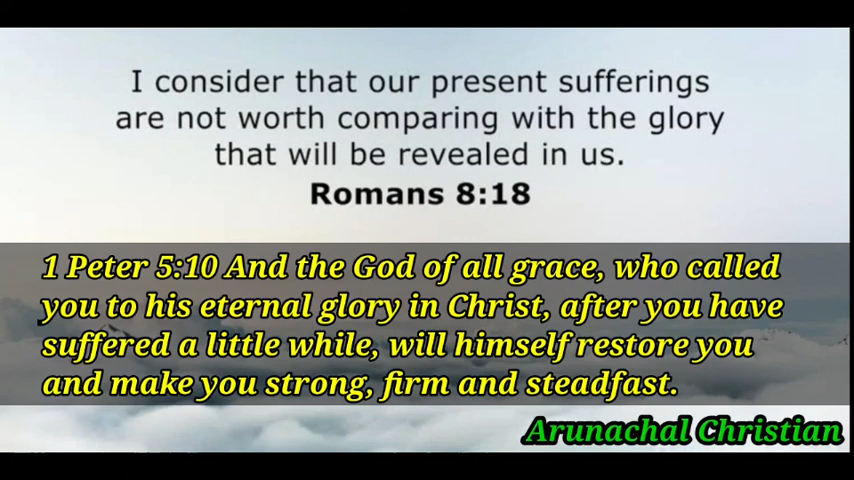 I consider that our present sufferings
are not worth comparing with the glory
that will be revealed in us.
Romans 8:18
1 Peter 5:10 And the God of all grace, who called
you to his eternal glory in Christ, after you have
suffered a little while, will himself restore you
and make you strong, firm and steadfast.
Arunachal Christian